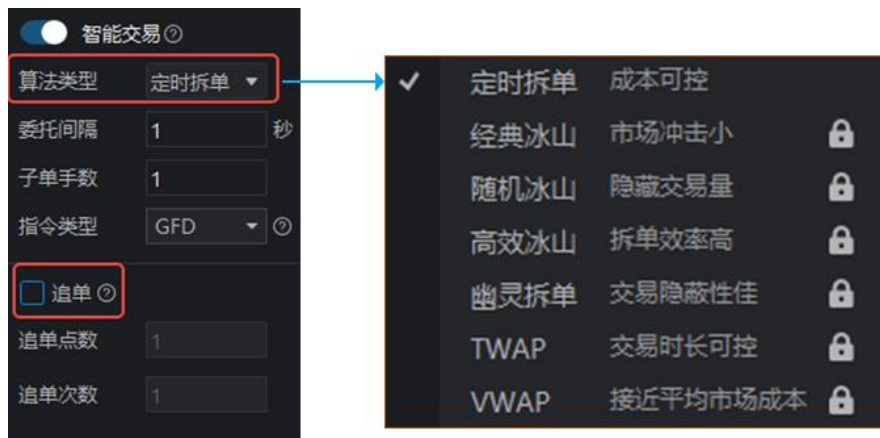 智能交易
算法类型 定时拆单
委托间隔 1 秒
子单手数 1
指令类型 GFD
追单
追单点数 1
追单次数 1
定时拆单 成本可控
经典冰山 市场冲击小
随机冰山 隐藏交易量
高效冰山 拆单效率高
幽灵拆单 交易隐蔽性佳
TWAP 交易时长可控
VWAP 接近平均市场成本